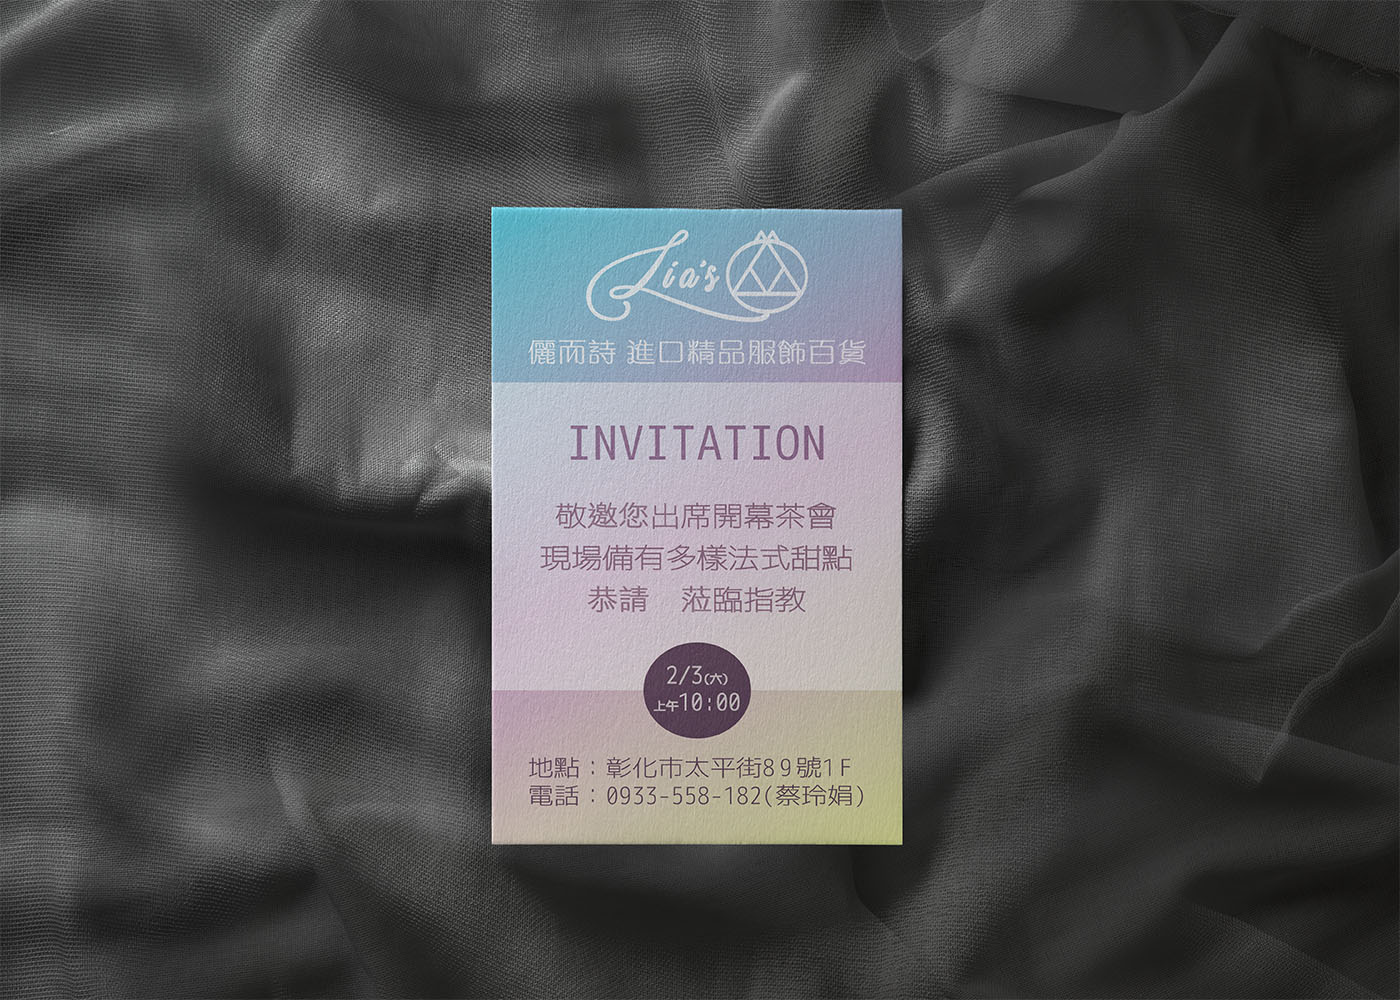 Lia's
儷而詩 進口精品服飾百貨
INVITATION
敬邀您出席開幕茶會
現場備有多樣法式甜點
恭請　蒞臨指教
2/3(六)
上午10:00
地點：彰化市太平街89號1F
電話：0933-558-182(蔡玲娟)